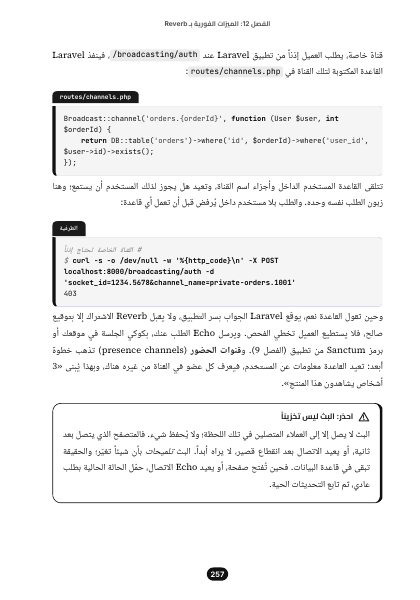 الفصل 12: الميزات الفورية بـ Reverb
قناة خاصة، يطلب العميل إذناً من تطبيق Laravel عند /broadcasting/auth، فينفذ Laravel
القاعدة المكتوبة لتلك القناة في routes/channels.php:
routes/channels.php
Broadcast::channel('orders.{orderId}', function (User $user, int
$orderId) {
return DB::table('orders')->where('id', $orderId)->where('user_id',
$user->id)->exists();
});
تتلقى القاعدة المستخدم الداخل وأجزاء اسم القناة، وتعيد هل يجوز لذلك المستخدم أن يستمع؛ وهنا
زبون الطلب نفسه وحده. والطلب بلا مستخدم داخل يُرفض قبل أن تعمل أي قاعدة:
الطرفية
# القناة الخاصة تحتاج إذناً
$ curl -s -o /dev/null -w '%{http_code}\n' -X POST
localhost:8000/broadcasting/auth -d
'socket_id=1234.5678&channel_name=private-orders.1001'
403
وحين تقول القاعدة نعم، يوقّع Laravel الجواب بسر التطبيق، ولا يقبل Reverb الاشتراك إلا بتوقيع
صالح، فلا يستطيع العميل تخطي الفحص. ويرسل Echo الطلب عنك، بكوكي الجلسة في موقعك أو
برمز Sanctum من تطبيق (الفصل 9). وقنوات الحضور (presence channels) تذهب خطوة
أبعد: تعيد القاعدة معلومات عن المستخدم، فيعرف كل عضو في القناة من غيره هناك، وبهذا يُبنى «3
أشخاص يشاهدون هذا المنتج».
احذر: البث ليس تخزيناً
البث لا يصل إلا إلى العملاء المتصلين في تلك اللحظة؛ ولا يُحفظ شيء. فالمتصفح الذي يتصل بعد
ثانية، أو يعيد الاتصال بعد انقطاع قصير، لا يراه أبداً. البث تلميحات بأن شيئاً تغيّر؛ والحقيقة
تبقى في قاعدة البيانات. فحين تُفتح صفحة، أو يعيد Echo الاتصال، حمّل الحالة الحالية بطلب
عادي، ثم تابع التحديثات الحية.
257